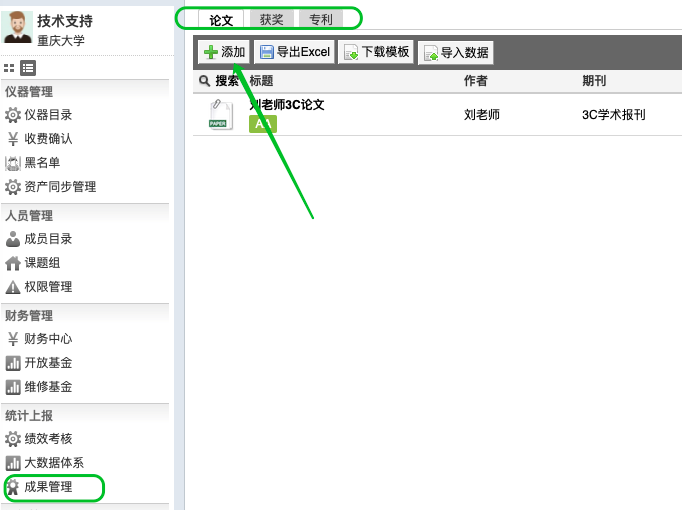 技术支持
重庆大学
仪器管理
仪器目录
收费确认
黑名单
资产同步管理
人员管理
成员目录
课题组
权限管理
财务管理
财务中心
开放基金
维修基金
统计上报
绩效考核
大数据体系
成果管理
论文 获奖 专利
添加 导出Excel 下载模板 导入数据
搜索 标题 作者 期刊
刘老师3C论文 刘老师 3C学术报刊
PAPER
AA